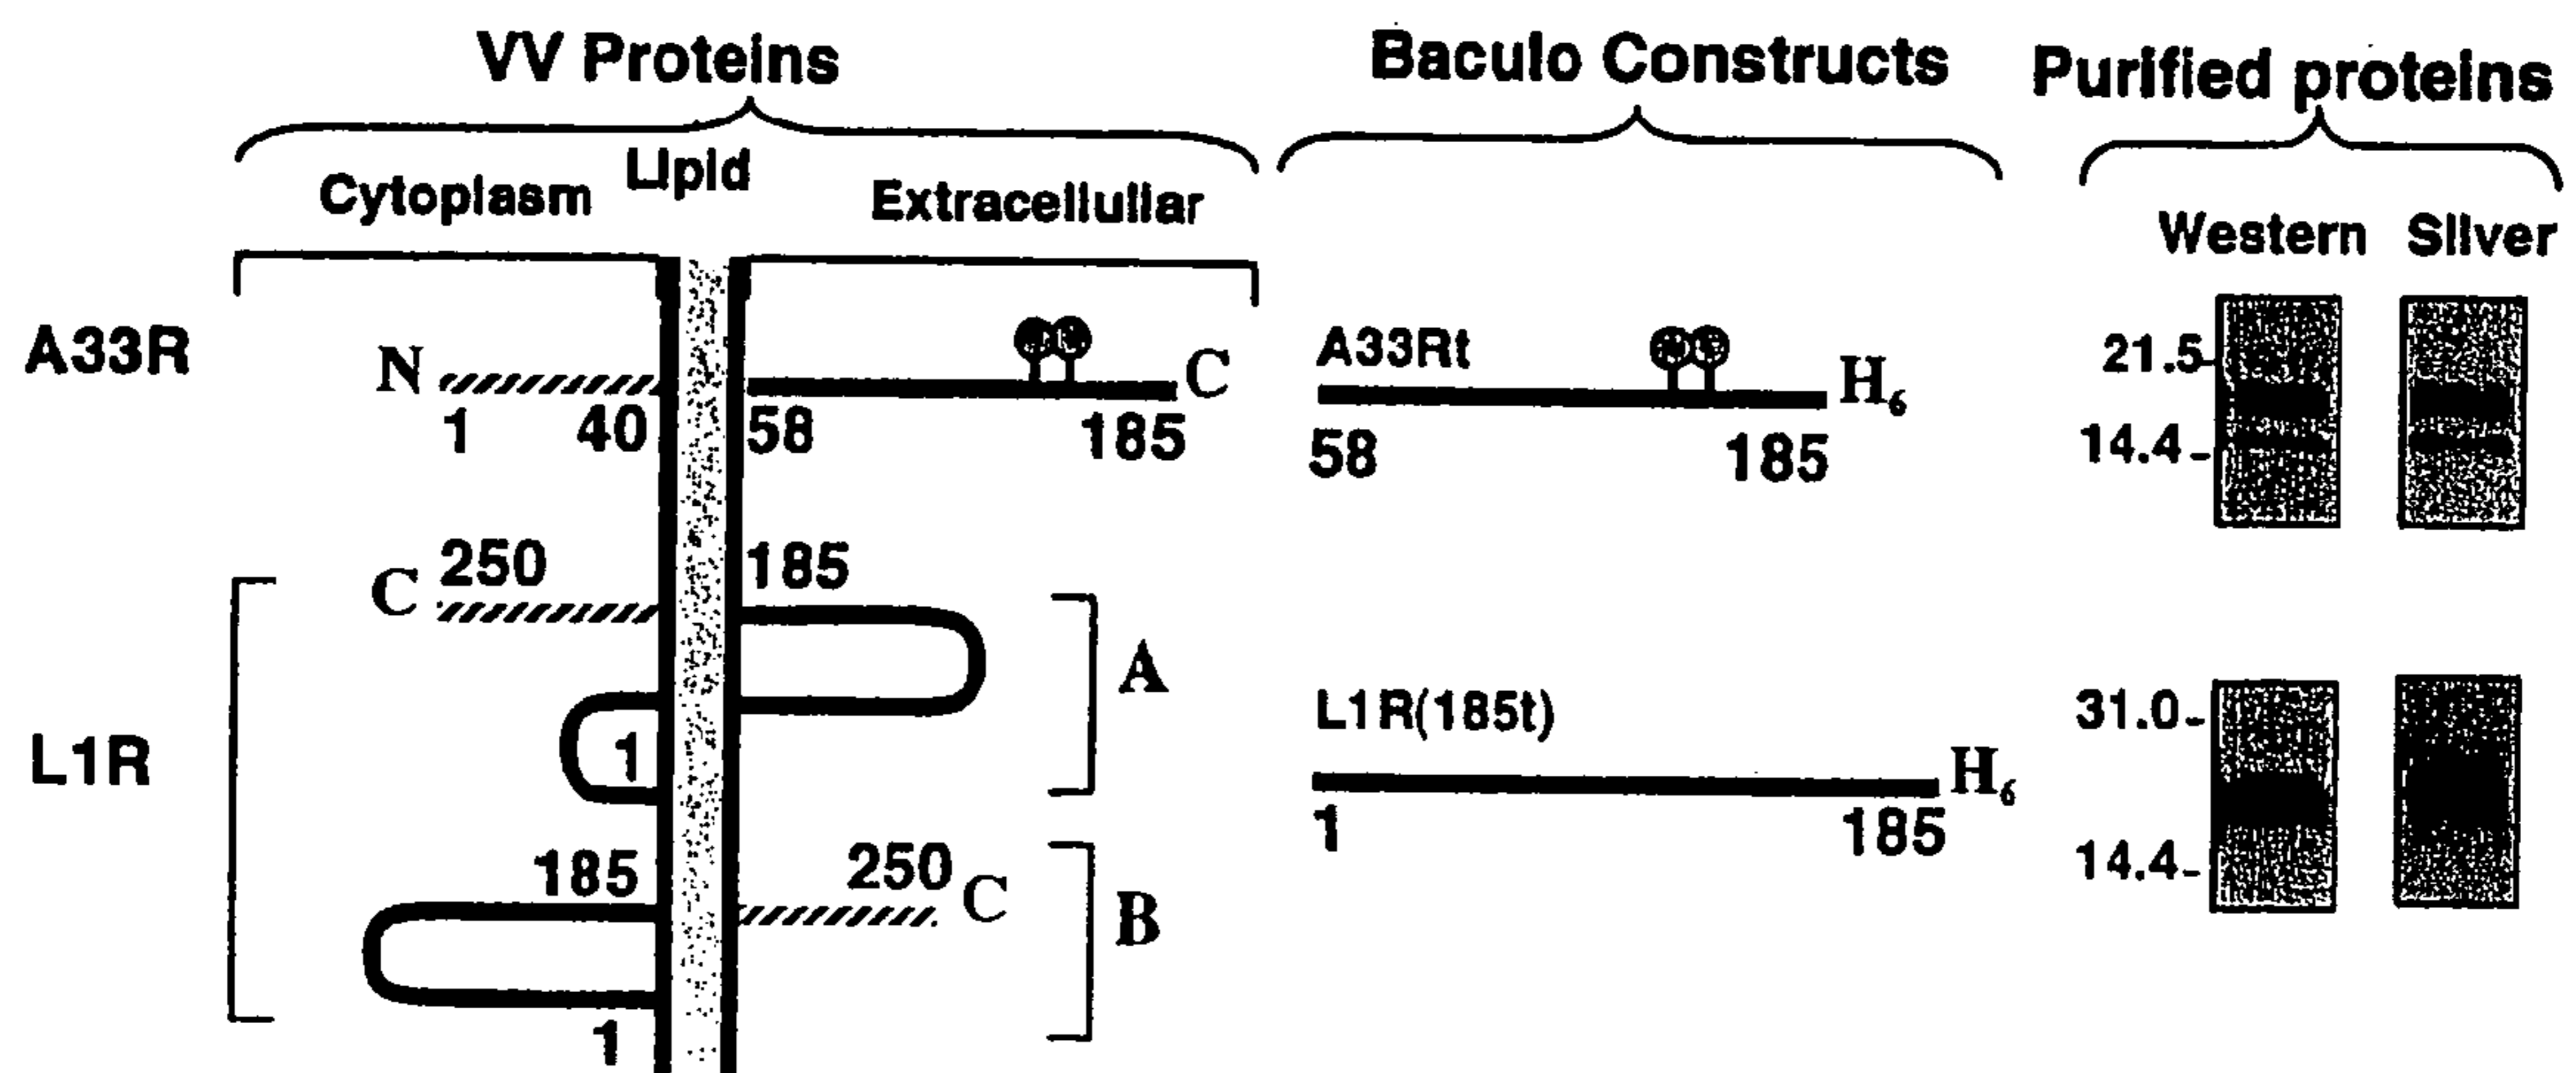 VV Proteins
Baculo Constructs
Purified proteins
Cytoplasm
Lipid
Extracellullar
Western
Silver
A33R
N
1
40
58
185
C
A33Rt
58
185
H6
21.5-
14.4-
L1R
C
250
185
1
A
185
1
250
C
B
L1R(185t)
1
185
H6
31.0-
14.4-